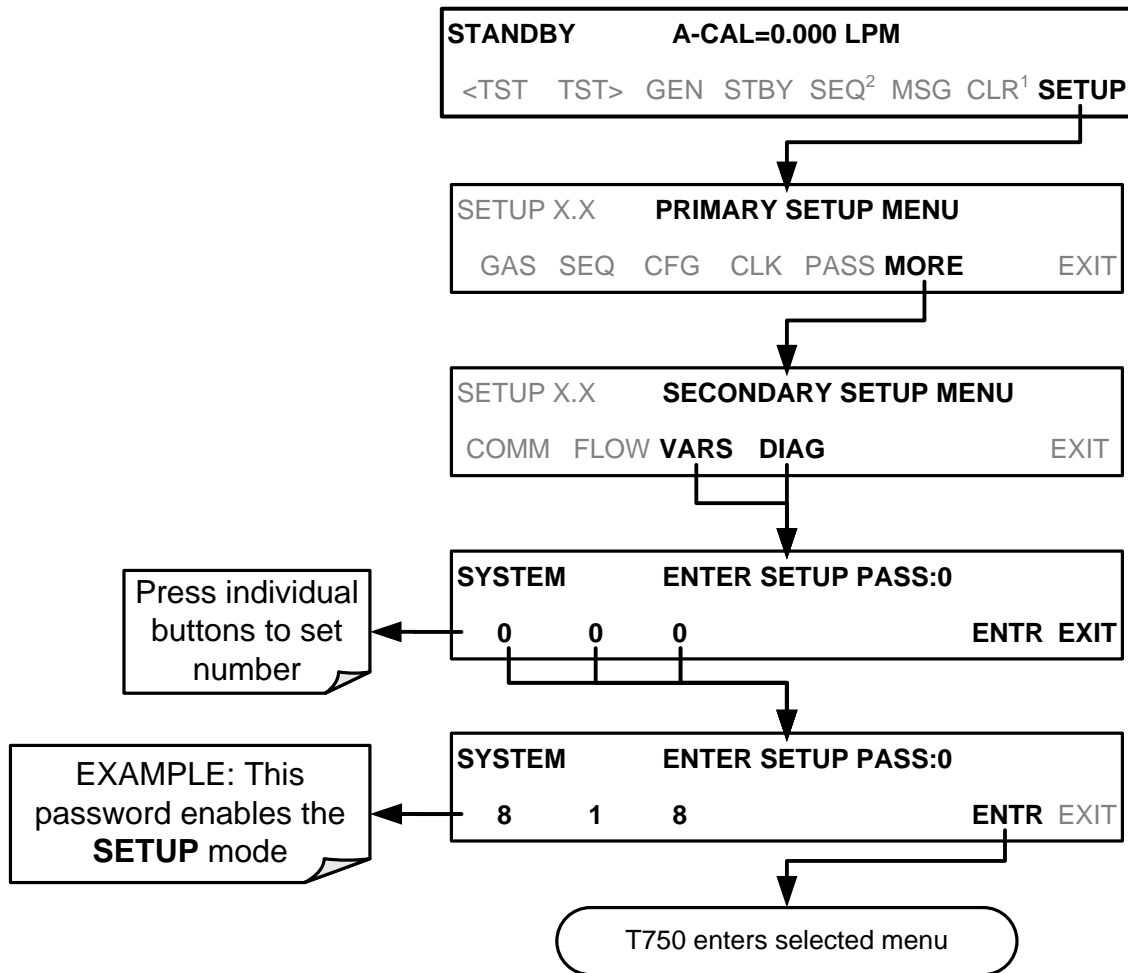 STANDBY A-CAL=0.000 LPM
<TST TST> GEN STBY SEQ² MSG CLR¹ SETUP
SETUP X.X PRIMARY SETUP MENU
GAS SEQ CFG CLK PASS MORE EXIT
SETUP X.X SECONDARY SETUP MENU
COMM FLOW VARS DIAG EXIT
SYSTEM ENTER SETUP PASS:0
0 0 0 ENTR EXIT
Press individual
buttons to set
number
SYSTEM ENTER SETUP PASS:0
8 1 8 ENTR EXIT
EXAMPLE: This
password enables the
SETUP mode
T750 enters selected menu